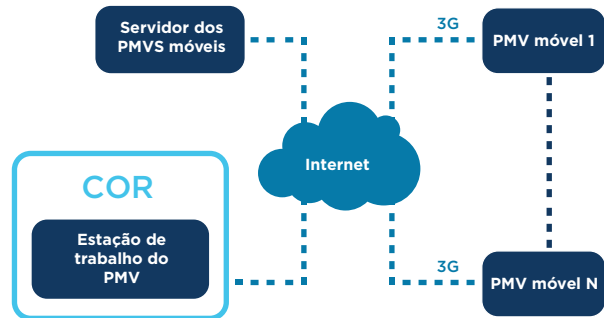 Servidor dos
PMVS móveis
3G
PMV móvel 1
Internet
COR
Estação de
trabalho do
PMV
3G
PMV móvel N